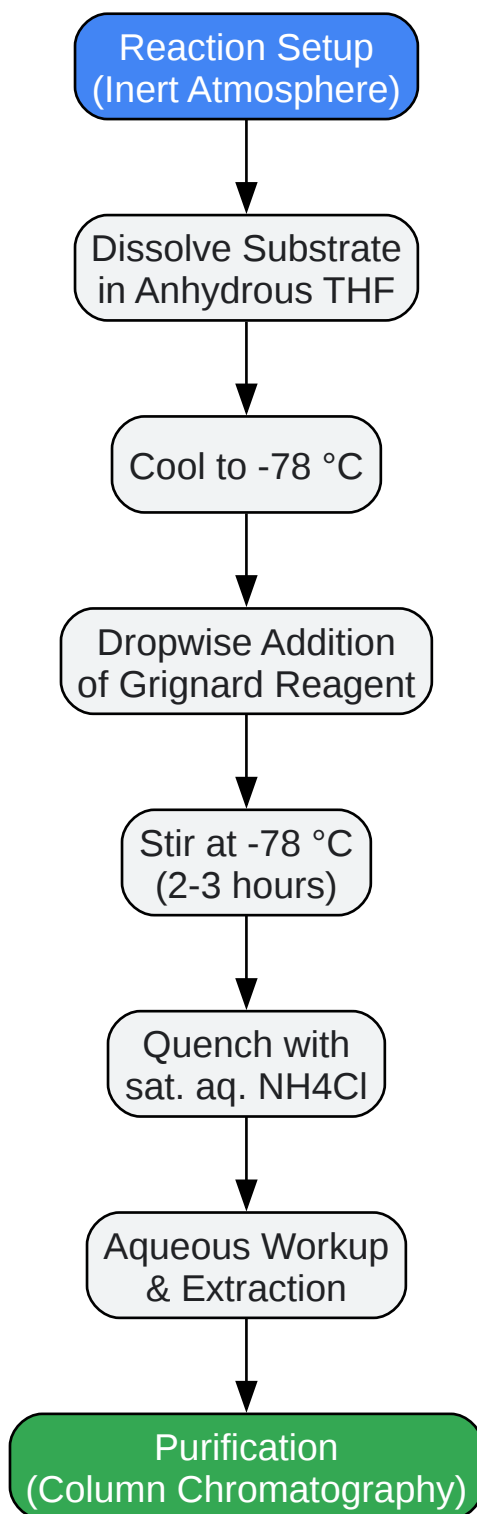 Reaction Setup
(Inert Atmosphere)
Dissolve Substrate
in Anhydrous THF
Cool to -78 °C
Dropwise Addition
of Grignard Reagent
Stir at -78 °C
(2-3 hours)
Quench with
sat. aq. NH4Cl
Aqueous Workup
& Extraction
Purification
(Column Chromatography)